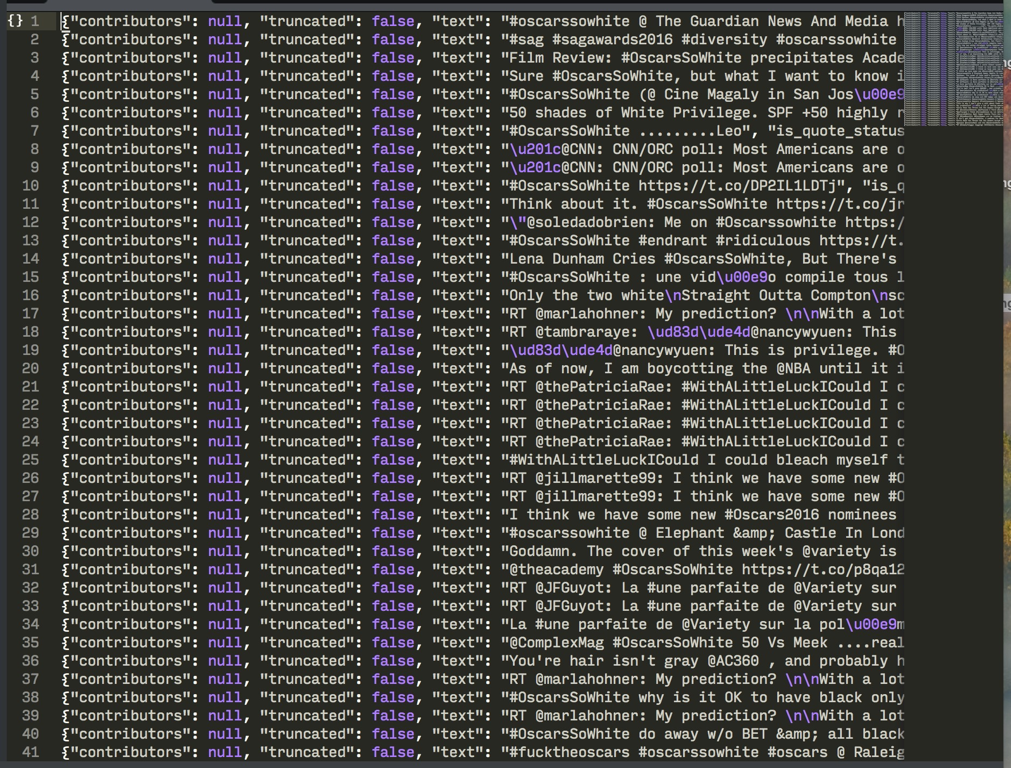 {} 1 {"contributors": null, "truncated": false, "text": "#oscarssowhite @ The Guardian News And Media h
2 {"contributors": null, "truncated": false, "text": "#sag #sagawards2016 #diversity #oscarssowhite
3 {"contributors": null, "truncated": false, "text": "Film Review: #OscarsSoWhite precipitates Acade
4 {"contributors": null, "truncated": false, "text": "Sure #OscarsSoWhite, but what I want to know i
5 {"contributors": null, "truncated": false, "text": "#OscarsSoWhite (@ Cine Magaly in San Jos\u00e9
6 {"contributors": null, "truncated": false, "text": "50 shades of White Privilege. SPF +50 highly r
7 {"contributors": null, "truncated": false, "text": "#OscarsSoWhite .........Leo", "is_quote_status
8 {"contributors": null, "truncated": false, "text": "\u201c@CNN: CNN/ORC poll: Most Americans are o
9 {"contributors": null, "truncated": false, "text": "\u201c@CNN: CNN/ORC poll: Most Americans are o
10 {"contributors": null, "truncated": false, "text": "#OscarsSoWhite https://t.co/DP2IL1LDTj", "is_q
11 {"contributors": null, "truncated": false, "text": "Think about it. #OscarsSoWhite https://t.co/jr
12 {"contributors": null, "truncated": false, "text": "\"@soledadobrien: Me on #Oscarssowhite https:/
13 {"contributors": null, "truncated": false, "text": "#OscarsSoWhite #endrant #ridiculous https://t.
14 {"contributors": null, "truncated": false, "text": "Lena Dunham Cries #OscarsSoWhite, But There's
15 {"contributors": null, "truncated": false, "text": "#OscarsSoWhite : une vid\u00e9o compile tous l
16 {"contributors": null, "truncated": false, "text": "Only the two white\nStraight Outta Compton\nsc
17 {"contributors": null, "truncated": false, "text": "RT @marlahohner: My prediction? \n\nWith a lot
18 {"contributors": null, "truncated": false, "text": "RT @tambraraye: \ud83d\ude4d@nancywyuen: This
19 {"contributors": null, "truncated": false, "text": "\ud83d\ude4d@nancywyuen: This is privilege. #O
20 {"contributors": null, "truncated": false, "text": "As of now, I am boycotting the @NBA until it i
21 {"contributors": null, "truncated": false, "text": "RT @thePatriciaRae: #WithALittleLuckICould I c
22 {"contributors": null, "truncated": false, "text": "RT @thePatriciaRae: #WithALittleLuckICould I c
23 {"contributors": null, "truncated": false, "text": "RT @thePatriciaRae: #WithALittleLuckICould I c
24 {"contributors": null, "truncated": false, "text": "RT @thePatriciaRae: #WithALittleLuckICould I c
25 {"contributors": null, "truncated": false, "text": "#WithALittleLuckICould I could bleach myself t
26 {"contributors": null, "truncated": false, "text": "RT @jillmarette99: I think we have some new #O
27 {"contributors": null, "truncated": false, "text": "RT @jillmarette99: I think we have some new #O
28 {"contributors": null, "truncated": false, "text": "I think we have some new #Oscars2016 nominees
29 {"contributors": null, "truncated": false, "text": "#oscarssowhite @ Elephant &amp; Castle In Lond
30 {"contributors": null, "truncated": false, "text": "Goddamn. The cover of this week's @variety is
31 {"contributors": null, "truncated": false, "text": "@theacademy #OscarsSoWhite https://t.co/p8qa12
32 {"contributors": null, "truncated": false, "text": "RT @JFGuyot: La #une parfaite de @Variety sur
33 {"contributors": null, "truncated": false, "text": "RT @JFGuyot: La #une parfaite de @Variety sur
34 {"contributors": null, "truncated": false, "text": "La #une parfaite de @Variety sur la pol\u00e9m
35 {"contributors": null, "truncated": false, "text": "@ComplexMag #OscarsSoWhite 50 Vs Meek ....real
36 {"contributors": null, "truncated": false, "text": "You're hair isn't gray @AC360 , and probably h
37 {"contributors": null, "truncated": false, "text": "RT @marlahohner: My prediction? \n\nWith a lot
38 {"contributors": null, "truncated": false, "text": "#OscarsSoWhite why is it OK to have black only
39 {"contributors": null, "truncated": false, "text": "RT @marlahohner: My prediction? \n\nWith a lot
40 {"contributors": null, "truncated": false, "text": "#OscarsSoWhite do away w/o BET &amp; all black
41 {"contributors": null, "truncated": false, "text": "#fucktheoscars #oscarssowhite #oscars @ Raleig